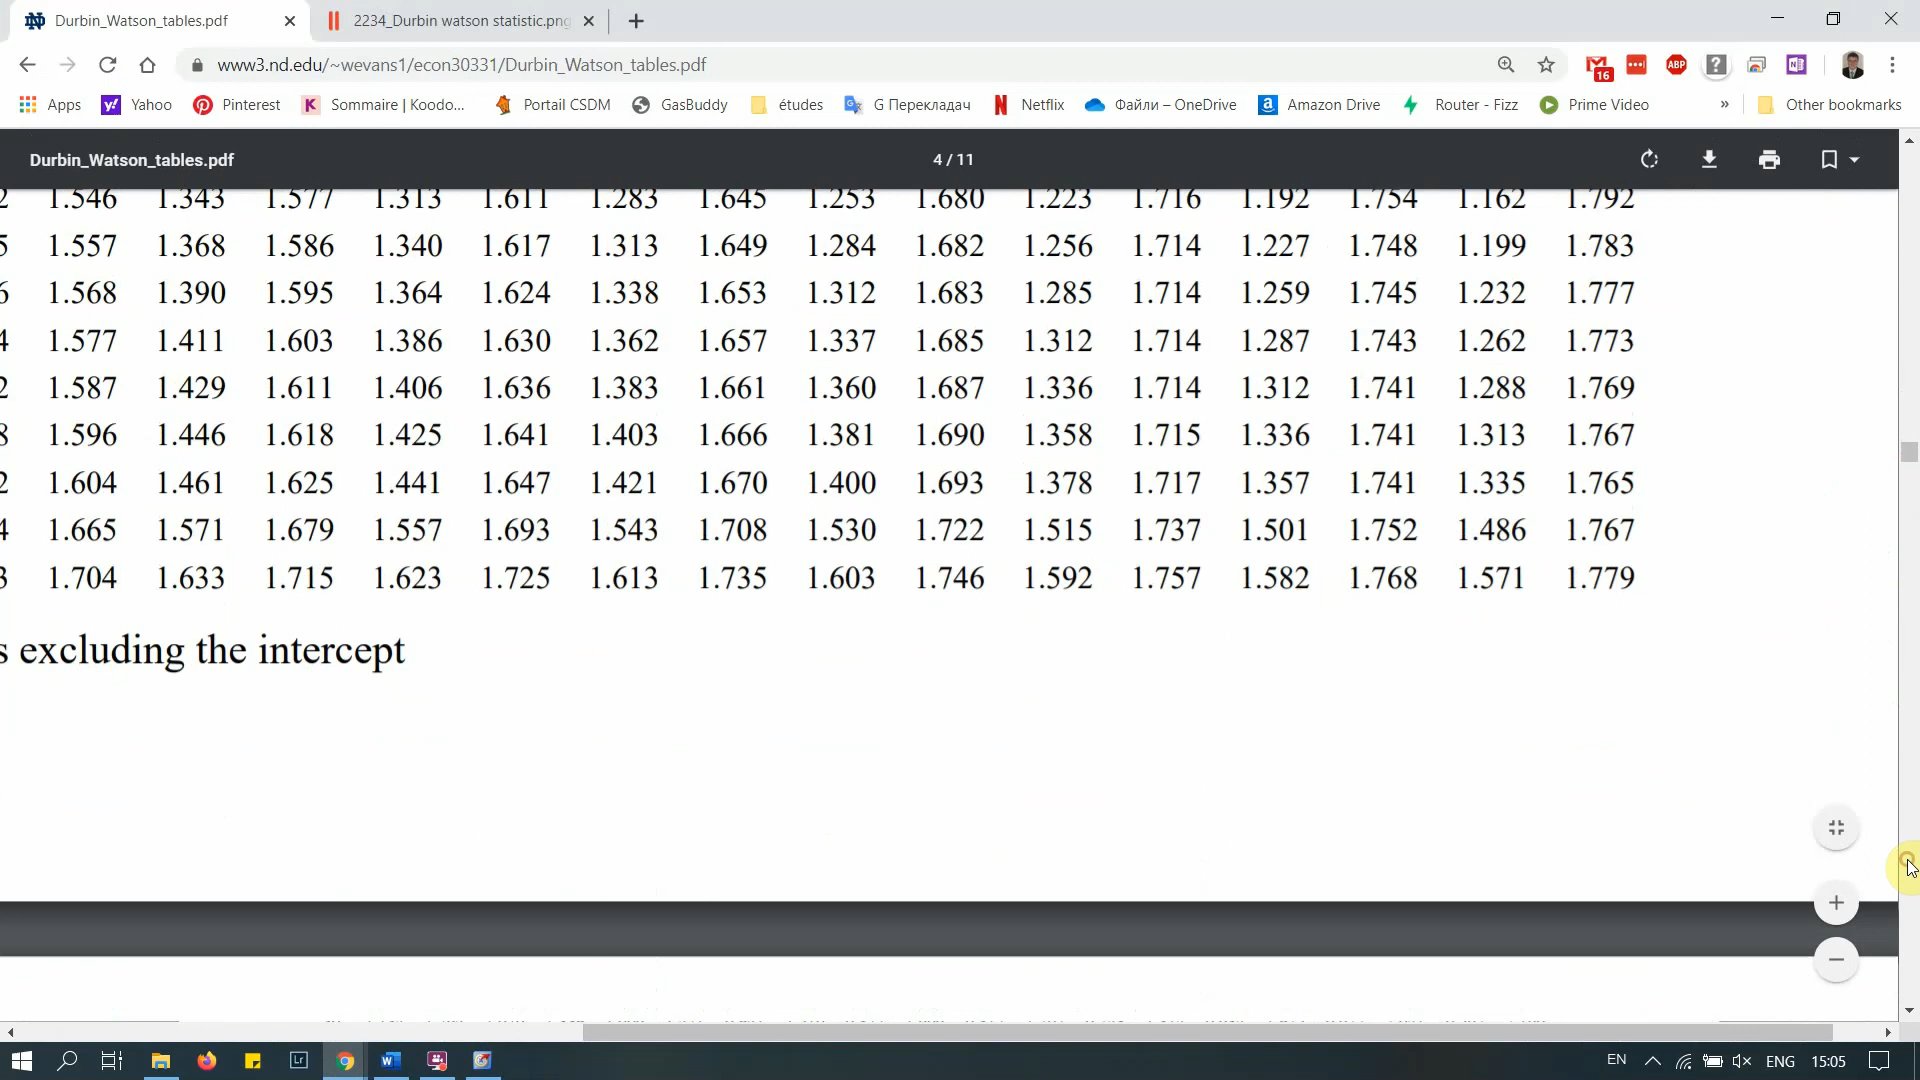 Durbin_Watson_tables.pdf
2234_Durbin watson statistic.png
www3.nd.edu/~wevans1/econ30331/Durbin_Watson_tables.pdf
16
ABP
Apps Yahoo Pinterest Sommaire | Koodo... Portail CSDM GasBuddy études G Перекладач Netflix Файли – OneDrive Amazon Drive Router - Fizz Prime Video » Other bookmarks
Durbin_Watson_tables.pdf 4 / 11
2 1.546 1.343 1.577 1.313 1.611 1.283 1.645 1.253 1.680 1.223 1.716 1.192 1.754 1.162 1.792
5 1.557 1.368 1.586 1.340 1.617 1.313 1.649 1.284 1.682 1.256 1.714 1.227 1.748 1.199 1.783
6 1.568 1.390 1.595 1.364 1.624 1.338 1.653 1.312 1.683 1.285 1.714 1.259 1.745 1.232 1.777
4 1.577 1.411 1.603 1.386 1.630 1.362 1.657 1.337 1.685 1.312 1.714 1.287 1.743 1.262 1.773
2 1.587 1.429 1.611 1.406 1.636 1.383 1.661 1.360 1.687 1.336 1.714 1.312 1.741 1.288 1.769
8 1.596 1.446 1.618 1.425 1.641 1.403 1.666 1.381 1.690 1.358 1.715 1.336 1.741 1.313 1.767
2 1.604 1.461 1.625 1.441 1.647 1.421 1.670 1.400 1.693 1.378 1.717 1.357 1.741 1.335 1.765
4 1.665 1.571 1.679 1.557 1.693 1.543 1.708 1.530 1.722 1.515 1.737 1.501 1.752 1.486 1.767
3 1.704 1.633 1.715 1.623 1.725 1.613 1.735 1.603 1.746 1.592 1.757 1.582 1.768 1.571 1.779
s excluding the intercept
EN ENG 15:05